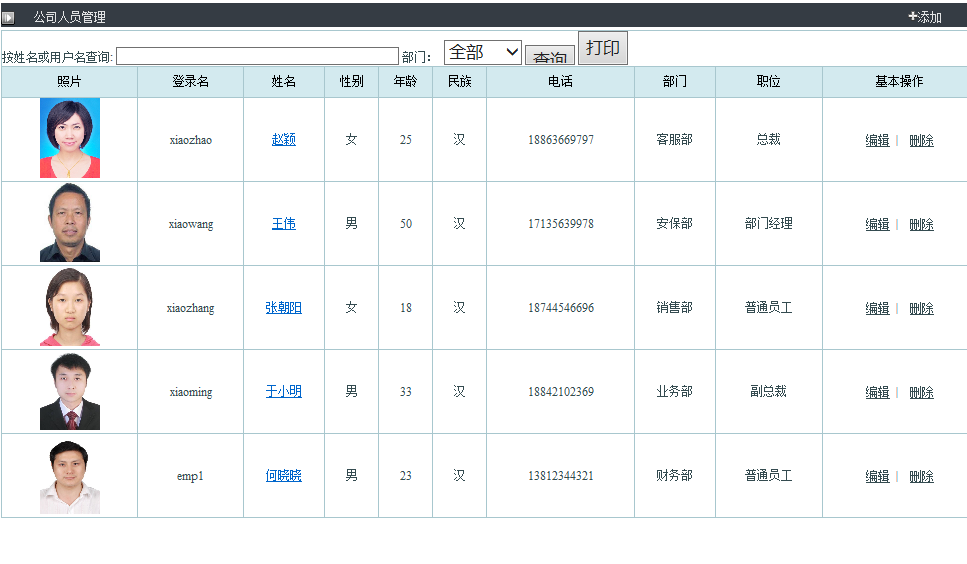 公司人员管理 +添加
按姓名或用户名查询: 部门： 全部 查询 打印
照片 登录名 姓名 性别 年龄 民族 电话 部门 职位 基本操作
xiaozhao 赵颖 女 25 汉 18863669797 客服部 总裁 编辑 | 删除
xiaowang 王伟 男 50 汉 17135639978 安保部 部门经理 编辑 | 删除
xiaozhang 张朝阳 女 18 汉 18744546696 销售部 普通员工 编辑 | 删除
xiaoming 于小明 男 33 汉 18842102369 业务部 副总裁 编辑 | 删除
emp1 何晓晓 男 23 汉 13812344321 财务部 普通员工 编辑 | 删除